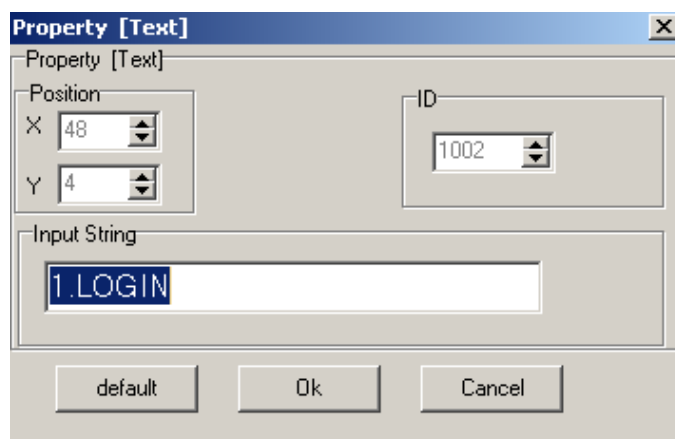 Property [Text]
Property [Text]
Position
ID
X 48
1002
Y 4
Input String
1.LOGIN
default Ok Cancel